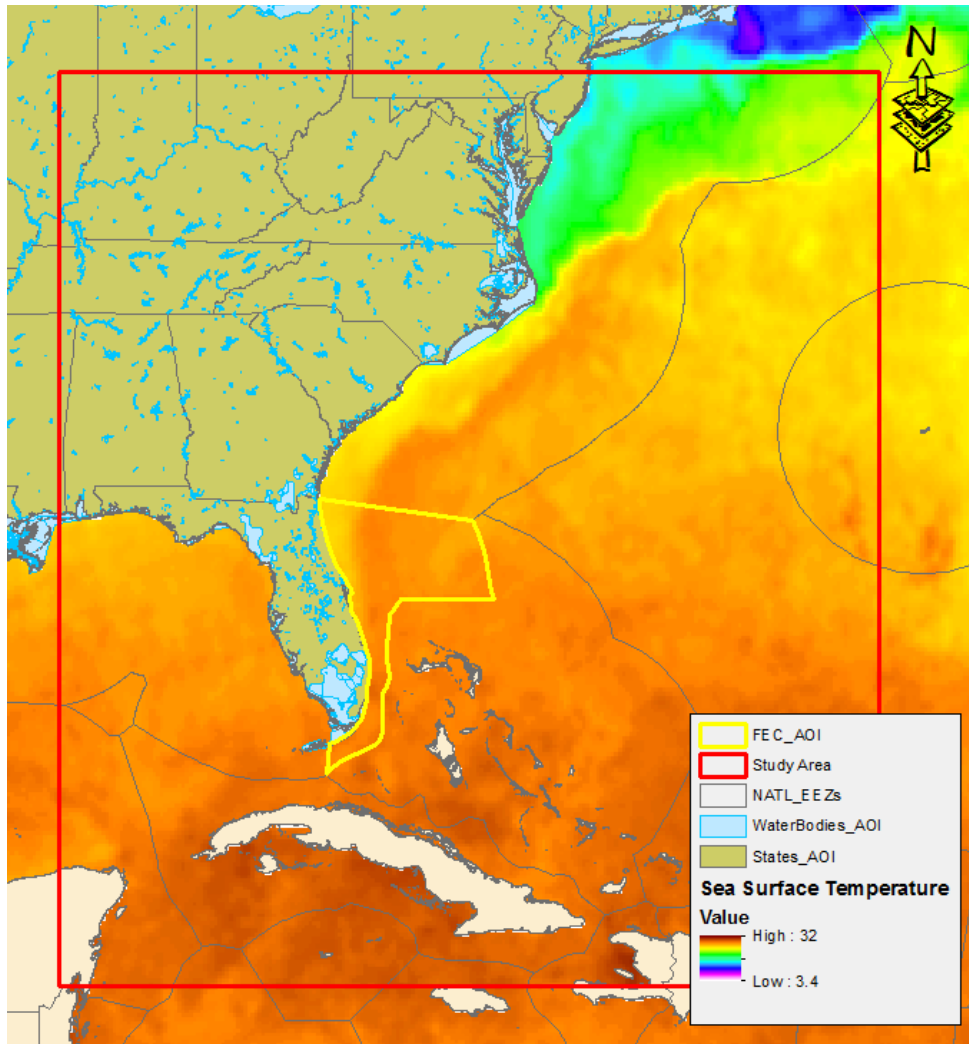 N
FEC_AOI
Study Area
NATL_EEZs
WaterBodies_AOI
States_AOI
Sea Surface Temperature
Value
High : 32
Low : 3.4